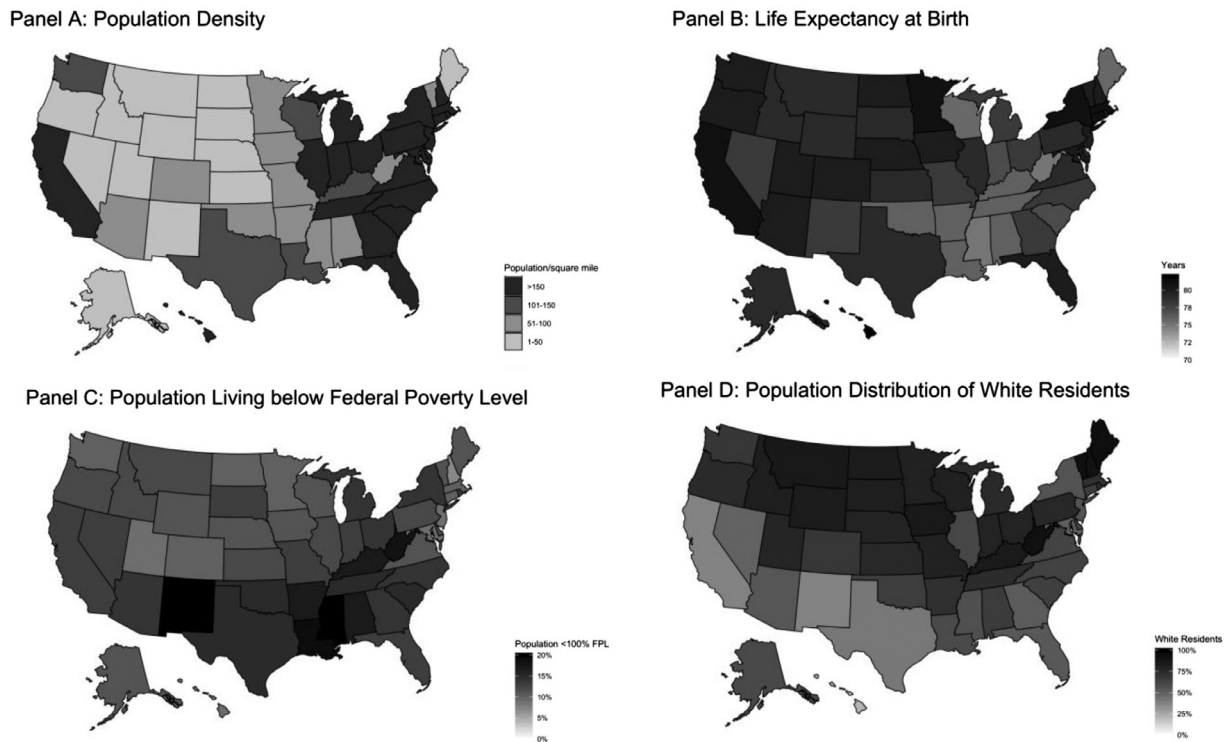 Panel A: Population Density
Population/square mile
>150
101-150
51-100
1-50
Panel B: Life Expectancy at Birth
Years
80
78
75
72
70
Panel C: Population Living below Federal Poverty Level
Population <100% FPL
20%
15%
10%
5%
0%
Panel D: Population Distribution of White Residents
White Residents
100%
75%
50%
25%
0%